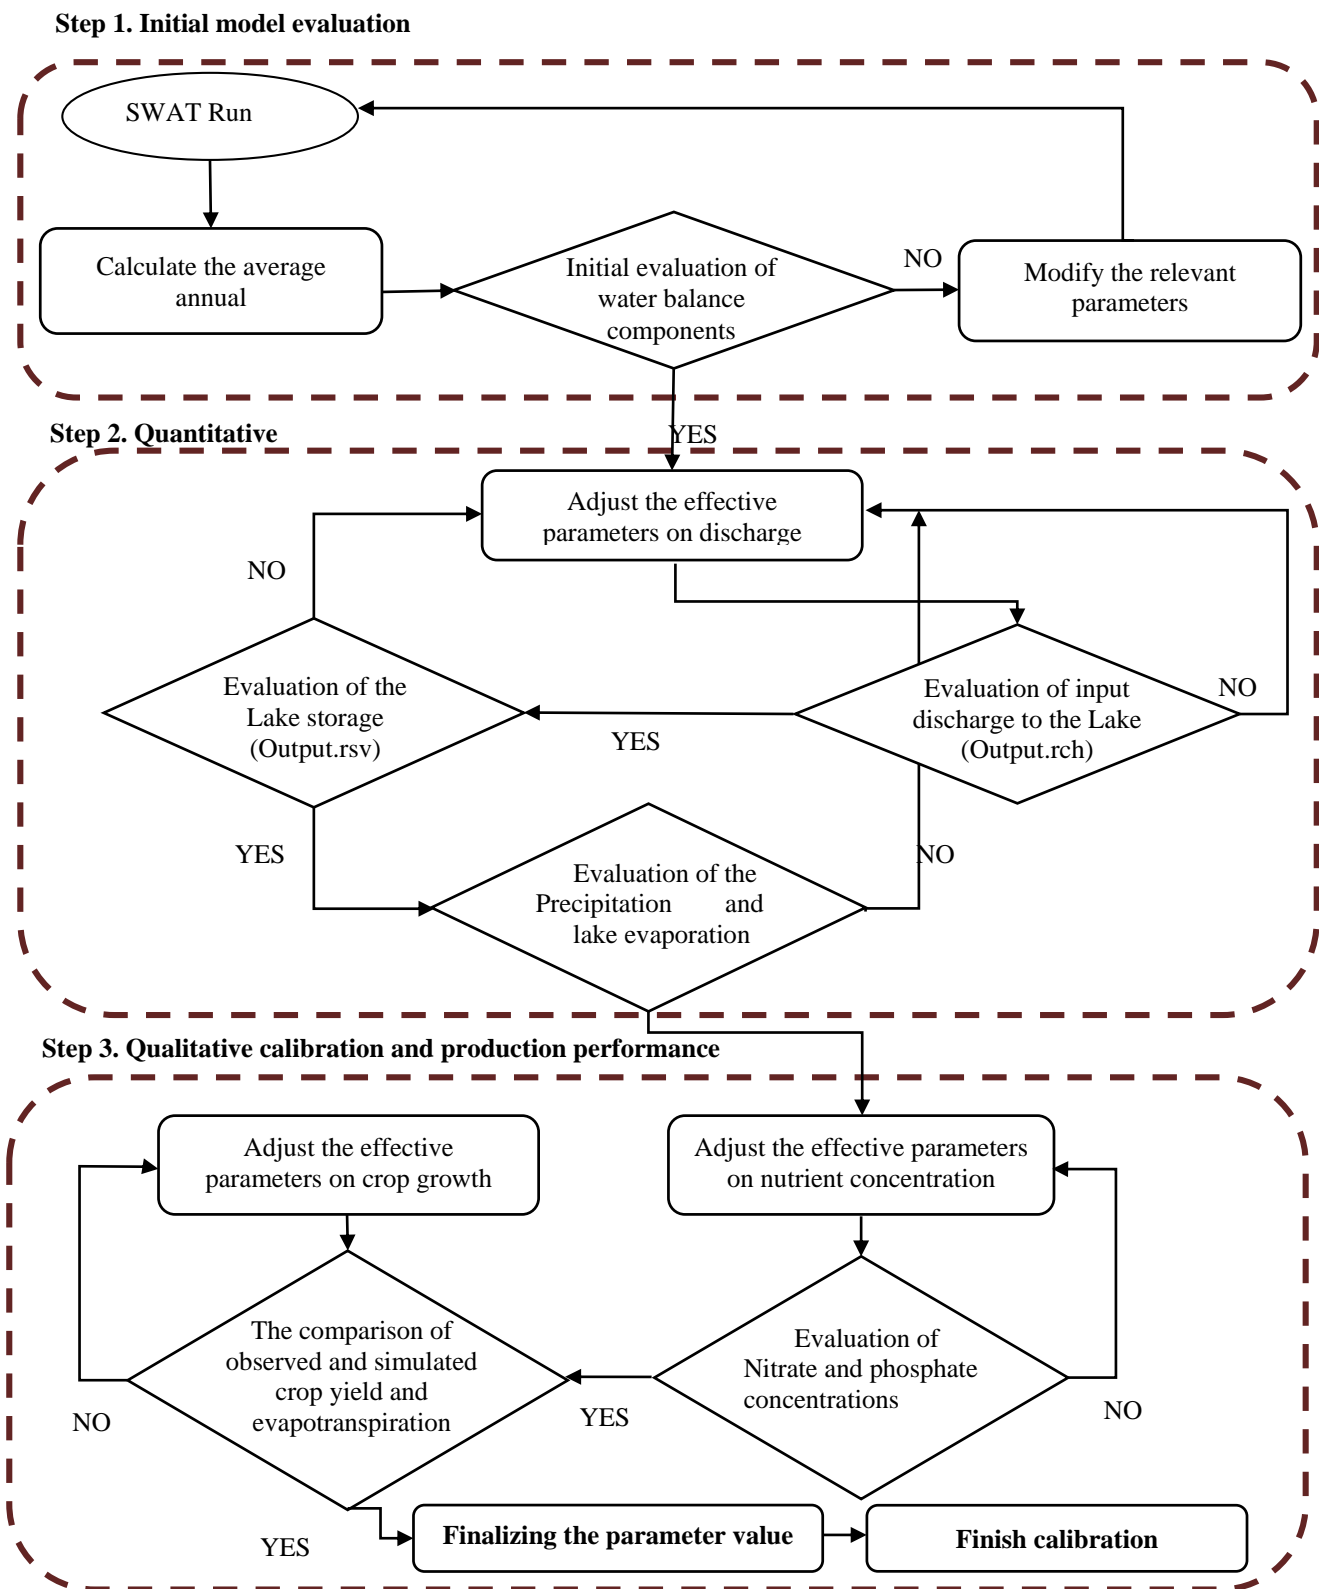 Step 1. Initial model evaluation
SWAT Run
Calculate the average
annual
Initial evaluation of
water balance
components
NO
Modify the relevant
parameters
YES
Step 2. Quantitative
Adjust the effective
parameters on discharge
NO
Evaluation of the
Lake storage
(Output.rsv)
YES
Evaluation of input
discharge to the Lake
(Output.rch)
NO
YES
Evaluation of the
Precipitation and
lake evaporation
NO
Step 3. Qualitative calibration and production performance
Adjust the effective
parameters on crop growth
Adjust the effective parameters
on nutrient concentration
The comparison of
observed and simulated
crop yield and
evapotranspiration
NO
YES
Evaluation of
Nitrate and phosphate
concentrations
NO
YES
Finalizing the parameter value
Finish calibration